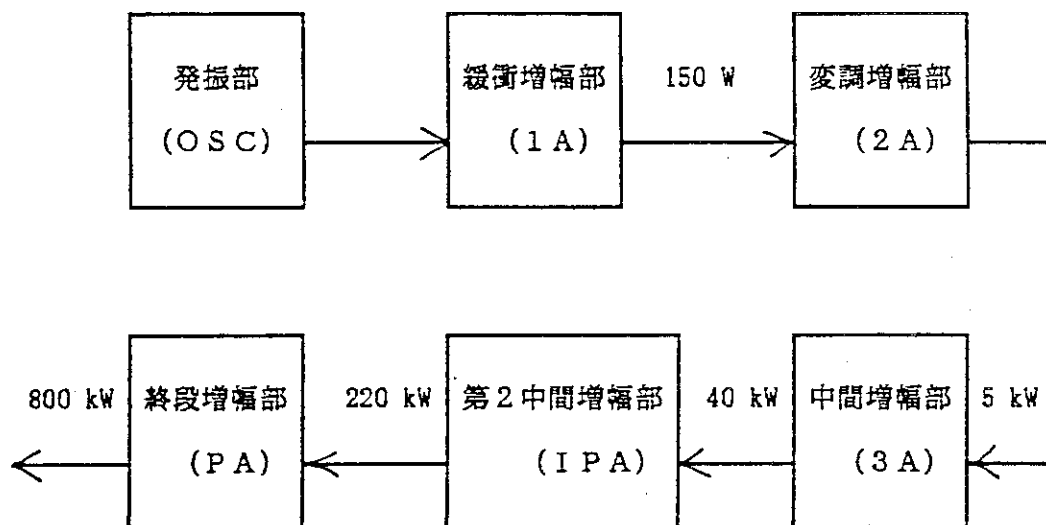 発振部
(OSC)
緩衝増幅部
(1A)
150 W
変調増幅部
(2A)
5 kW
中間増幅部
(3A)
40 kW
第2中間増幅部
(IPA)
220 kW
終段増幅部
(PA)
800 kW